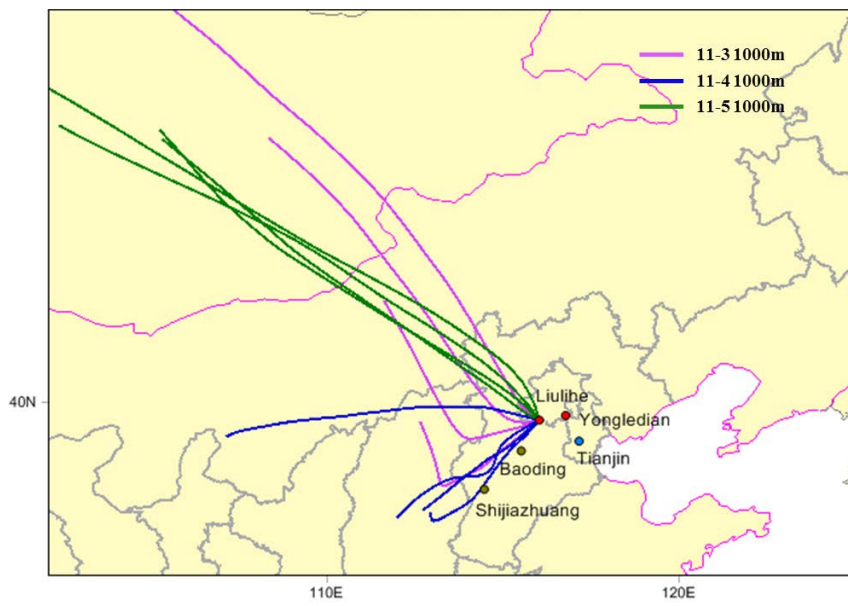 11-3 1000m
11-4 1000m
11-5 1000m
40N
Liulihe
Yongledian
Tianjin
Baoding
Shijiazhuang
110E
120E